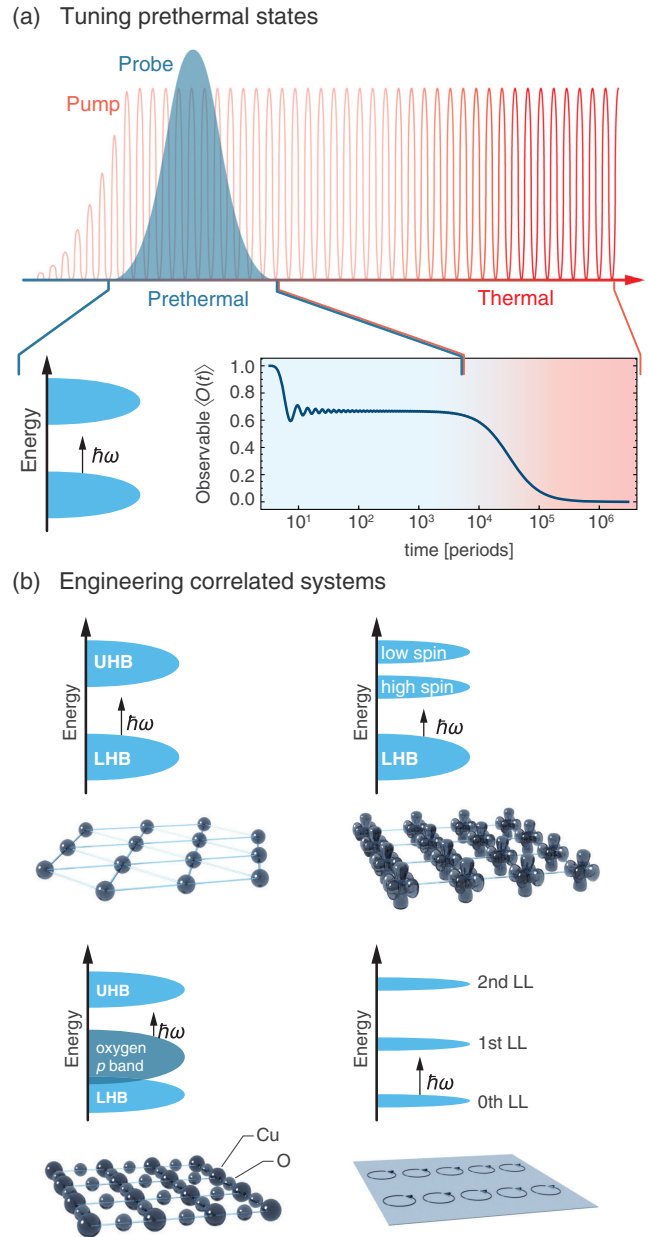 (a) Tuning prethermal states
Probe
Pump
Prethermal
Thermal
Energy
ħω
Observable ⟨O(t)⟩
1.0
0.8
0.6
0.4
0.2
0.0
10¹ 10² 10³ 10⁴ 10⁵ 10⁶
time [periods]
(b) Engineering correlated systems
Energy
UHB
ħω
LHB
Energy
low spin
high spin
ħω
LHB
Energy
UHB
ħω
oxygen
p band
LHB
Cu
O
Energy
2nd LL
1st LL
ħω
0th LL